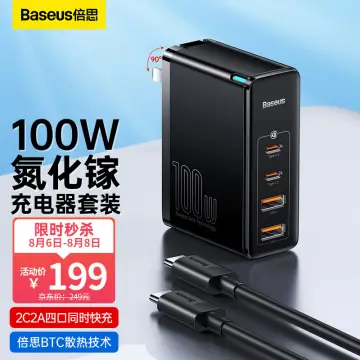 Baseus倍思
90°
Baseus
100W
氮化镓
充电器套装
100w
限时秒杀
8月6日-8月8日
活动价:
¥199
京东价:249元
2C2A四口同时快充
倍思BTC散热技术